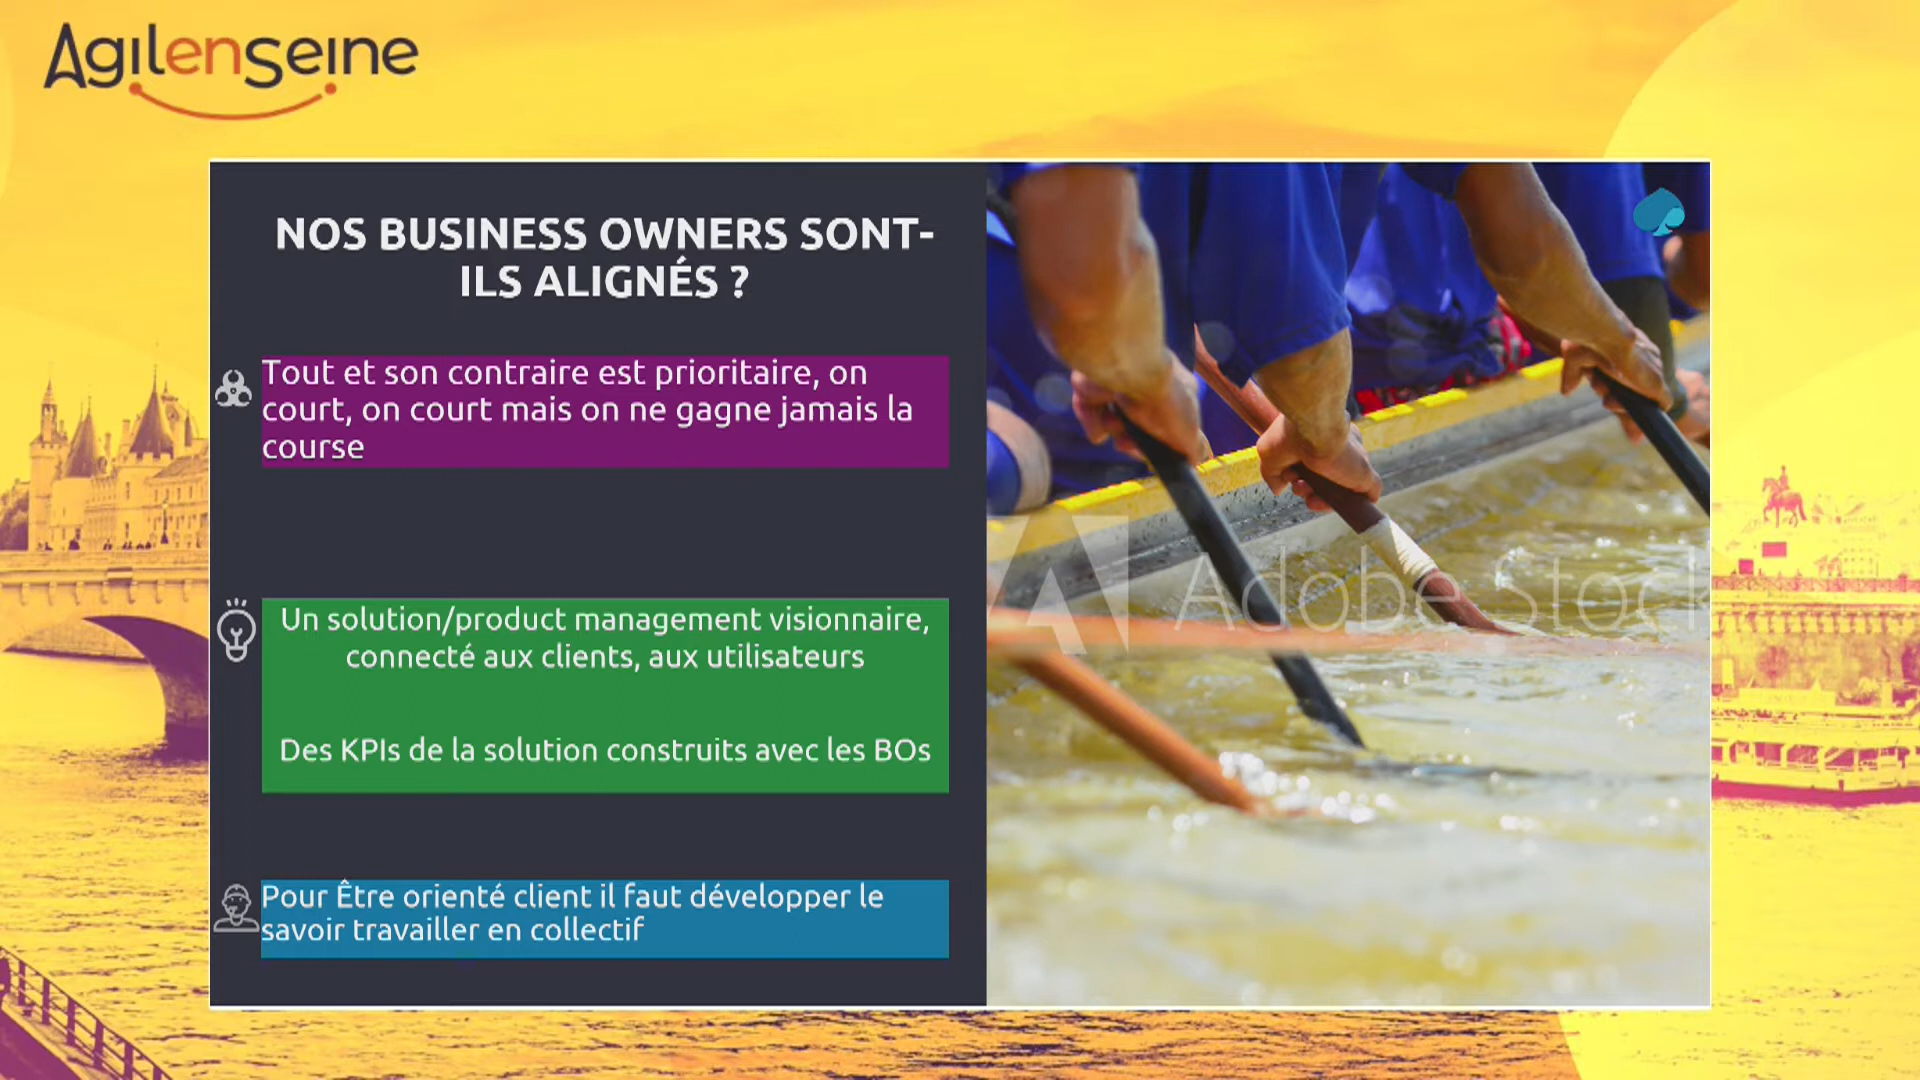 Agilenseine
NOS BUSINESS OWNERS SONT-
ILS ALIGNÉS ?
Tout et son contraire est prioritaire, on
court, on court mais on ne gagne jamais la
course
Un solution/product management visionnaire,
connecté aux clients, aux utilisateurs
Des KPIs de la solution construits avec les BOs
Pour Être orienté client il faut développer le
savoir travailler en collectif
Adobe Stock